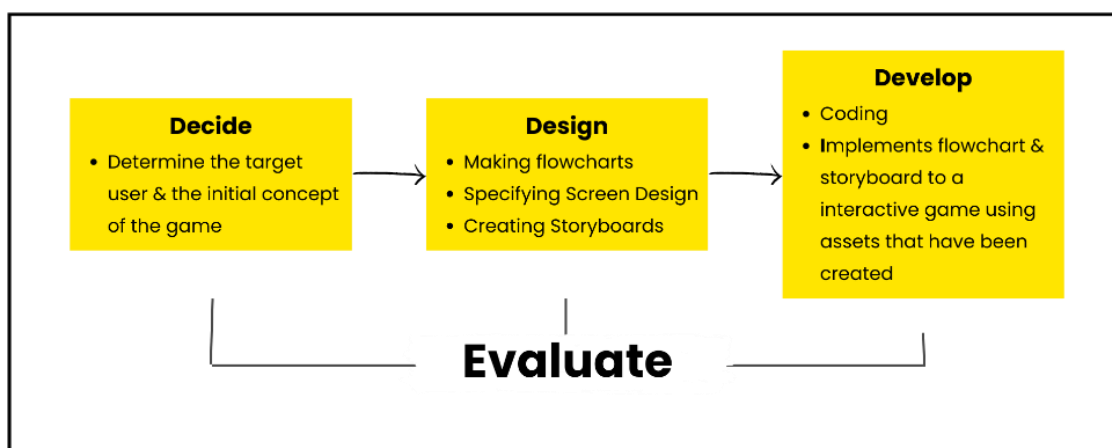 Decide
• Determine the target
user & the initial concept
of the game
Design
• Making flowcharts
• Specifying Screen Design
• Creating Storyboards
Develop
• Coding
• Implements flowchart &
storyboard to a
interactive game using
assets that have been
created
Evaluate